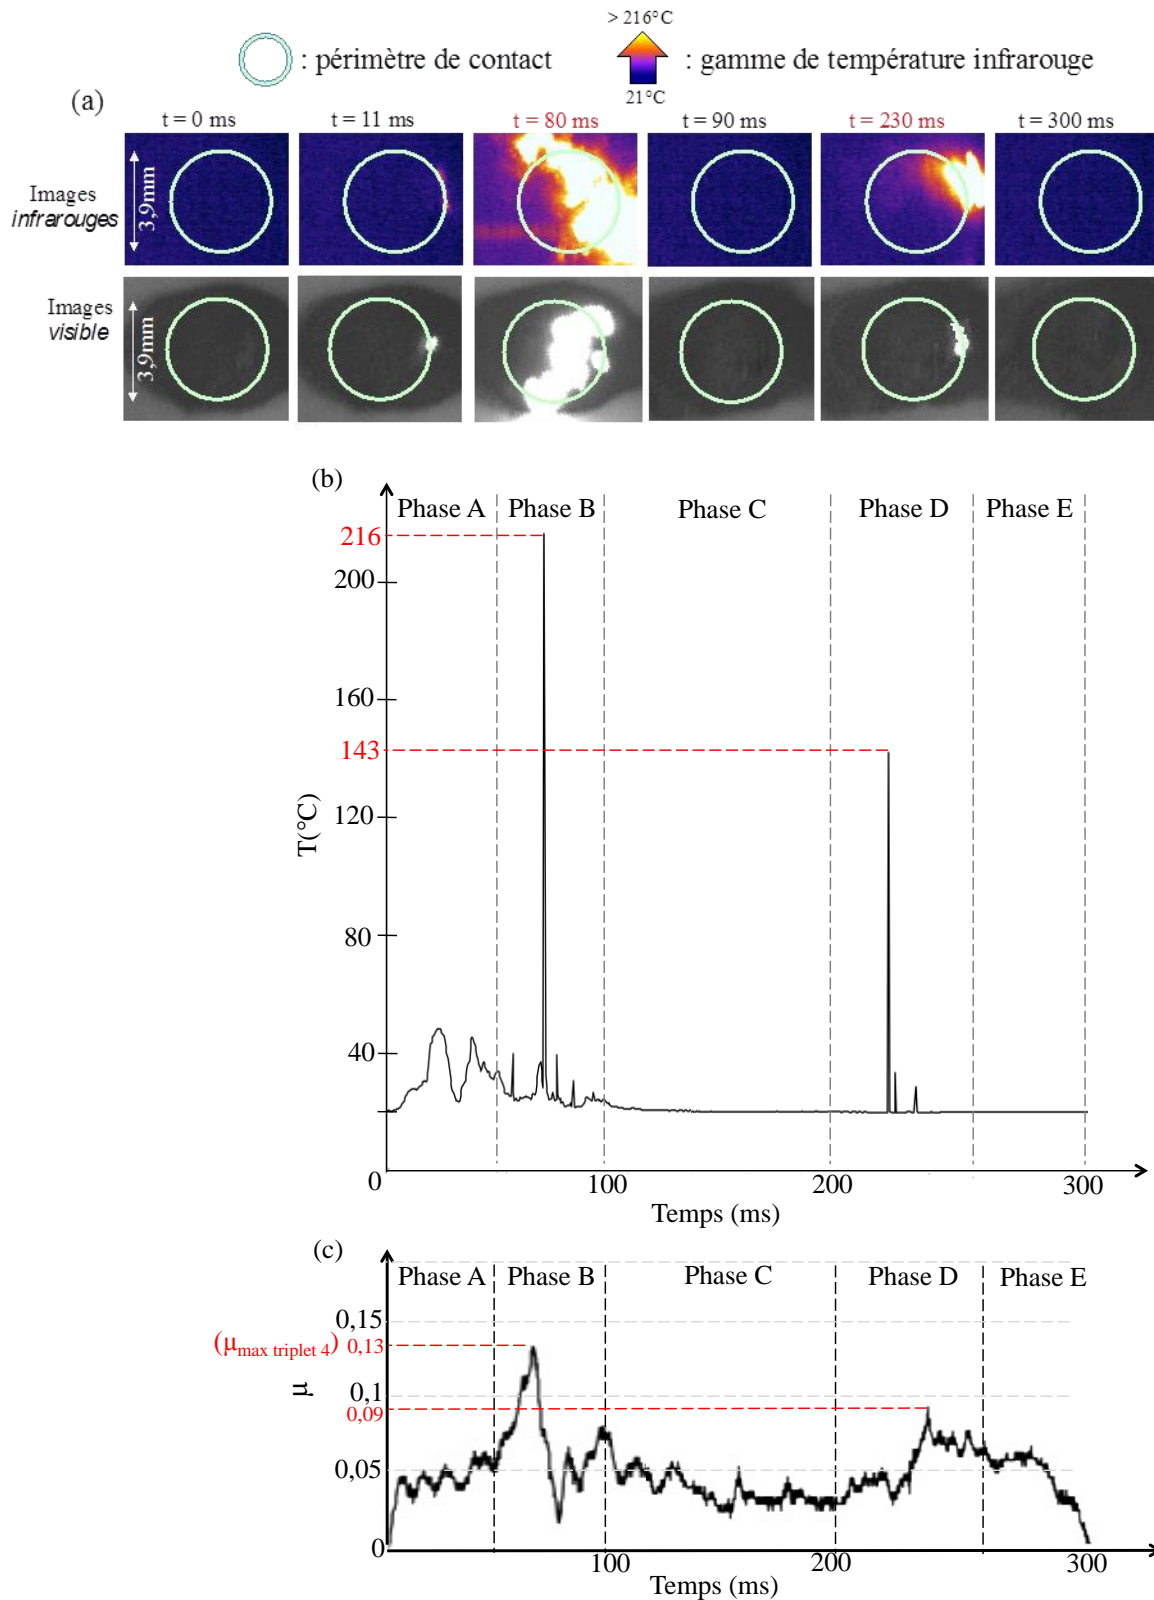 > 216°C
: périmètre de contact
: gamme de température infrarouge
21°C
(a)
t = 0 ms
t = 11 ms
t = 80 ms
t = 90 ms
t = 230 ms
t = 300 ms
Images
infrarouges
3,9mm
Images
visible
3,9mm
(b)
Phase A
Phase B
Phase C
Phase D
Phase E
216
200
160
143
120
T(°C)
80
40
0
100
200
300
Temps (ms)
(c)
Phase A
Phase B
Phase C
Phase D
Phase E
0,15
(μmax triplet 4) 0,13
μ
0,1
0,09
0,05
0
100
200
300
Temps (ms)